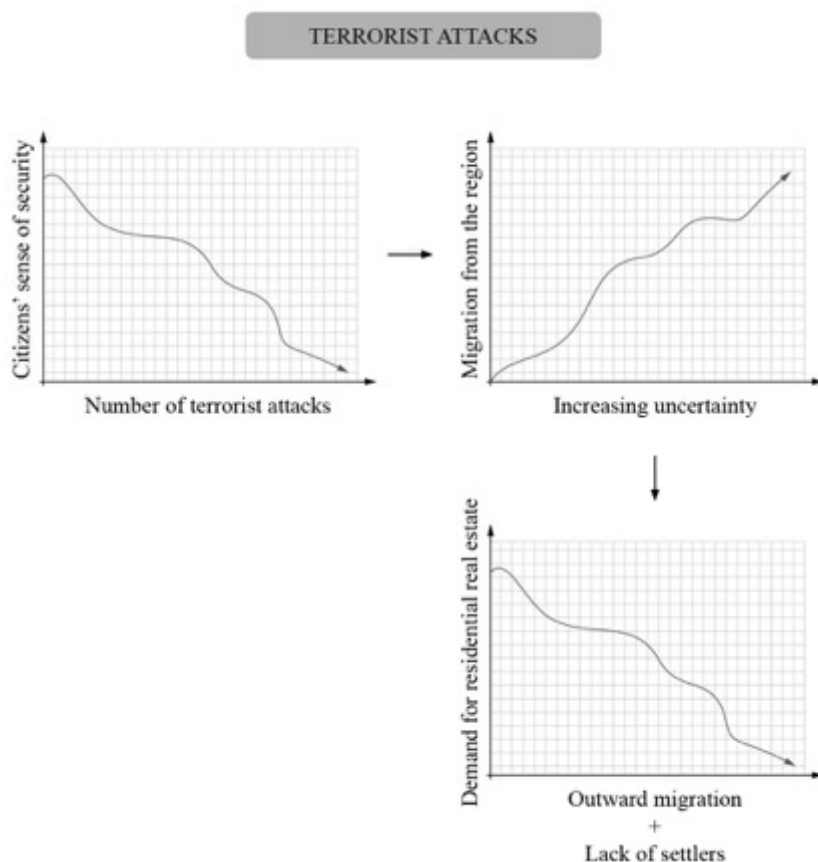 TERRORIST ATTACKS
Citizens' sense of security
Number of terrorist attacks
Migration from the region
Increasing uncertainty
Demand for residential real estate
Outward migration
+
Lack of settlers